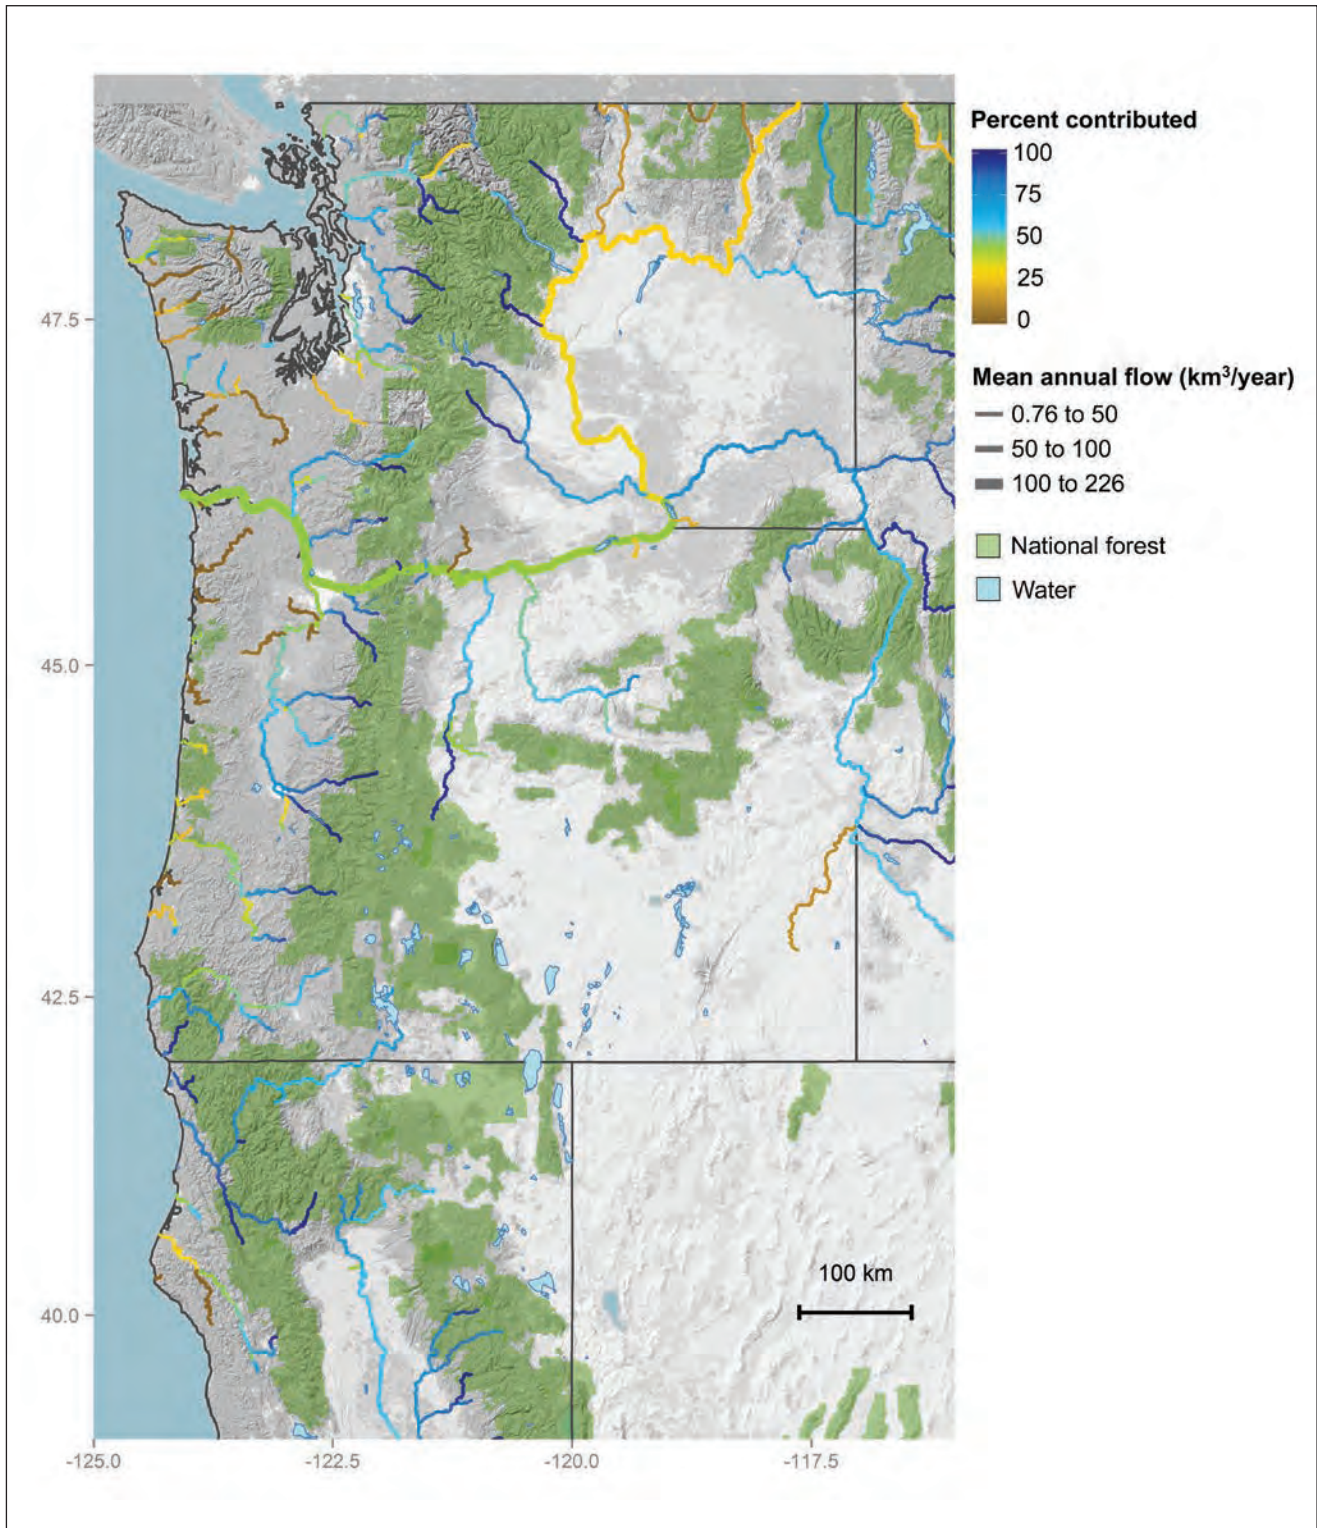 Percent contributed
100
75
50
25
0
Mean annual flow (km³/year)
0.76 to 50
50 to 100
100 to 226
National forest
Water
47.5
45.0
42.5
40.0
100 km
-125.0
-122.5
-120.0
-117.5